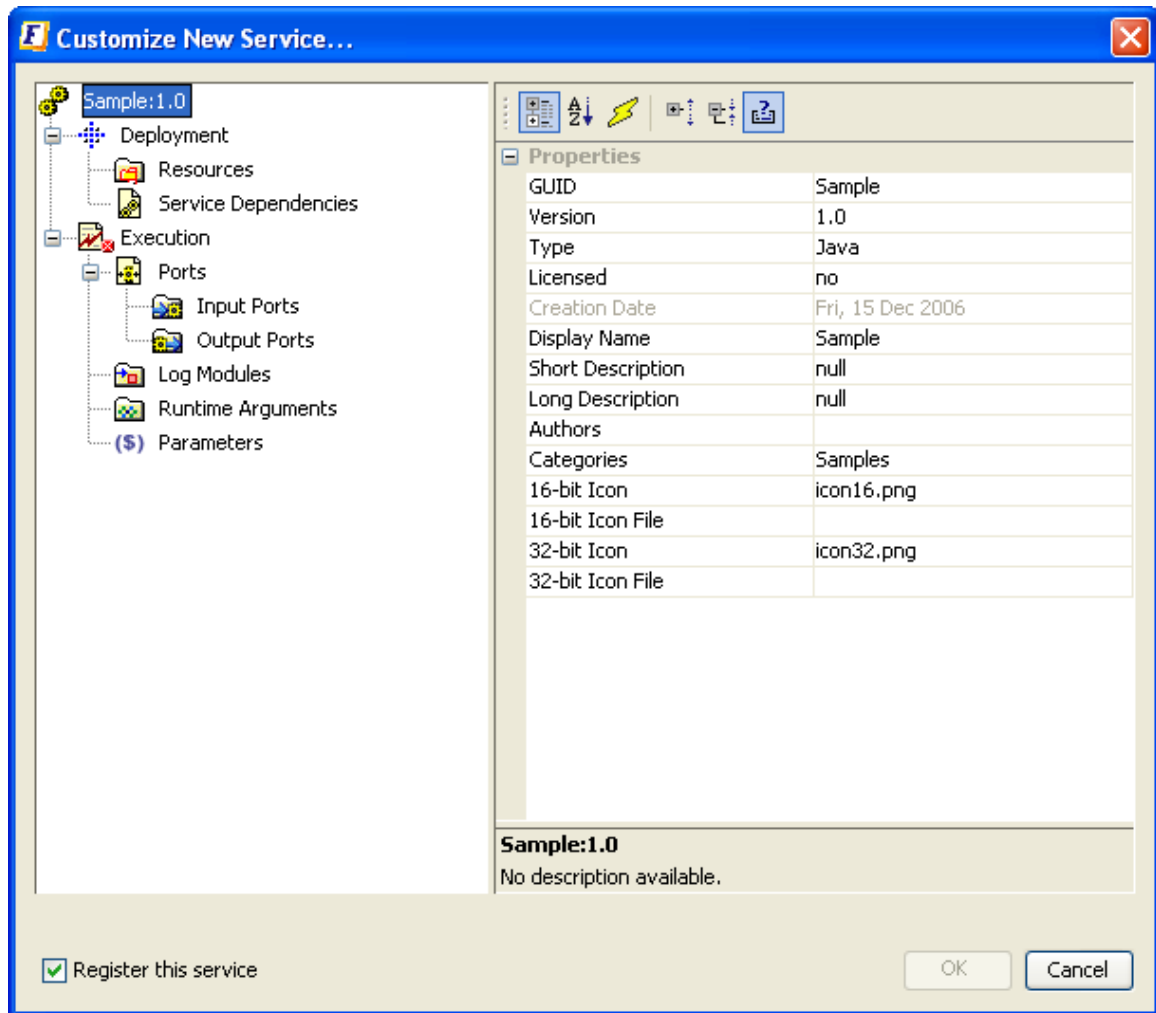 Customize New Service...
Sample:1.0
Deployment
Resources
Service Dependencies
Execution
Ports
Input Ports
Output Ports
Log Modules
Runtime Arguments
($) Parameters
Properties
GUID Sample
Version 1.0
Type Java
Licensed no
Creation Date Fri, 15 Dec 2006
Display Name Sample
Short Description null
Long Description null
Authors
Categories Samples
16-bit Icon icon16.png
16-bit Icon File
32-bit Icon icon32.png
32-bit Icon File
Sample:1.0
No description available.
Register this service
OK Cancel